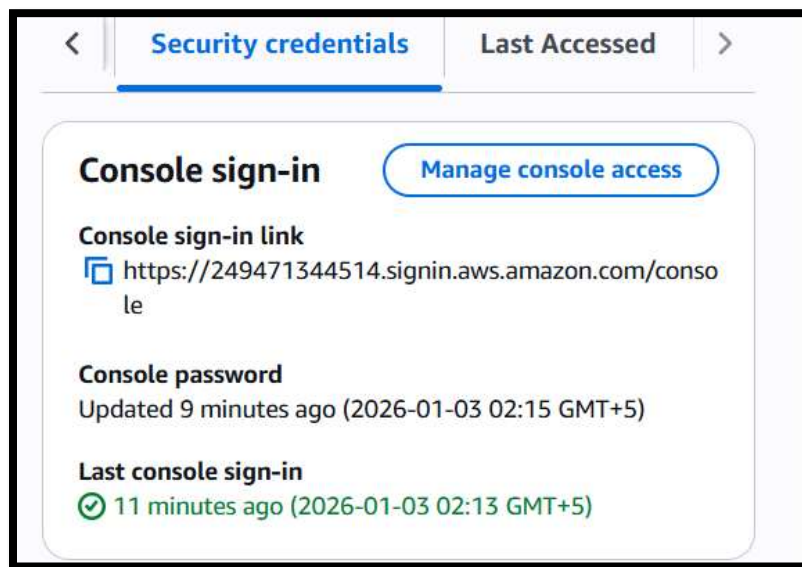 Security credentials Last Accessed
Console sign-in Manage console access
Console sign-in link
https://249471344514.signin.aws.amazon.com/conso
le
Console password
Updated 9 minutes ago (2026-01-03 02:15 GMT+5)
Last console sign-in
11 minutes ago (2026-01-03 02:13 GMT+5)